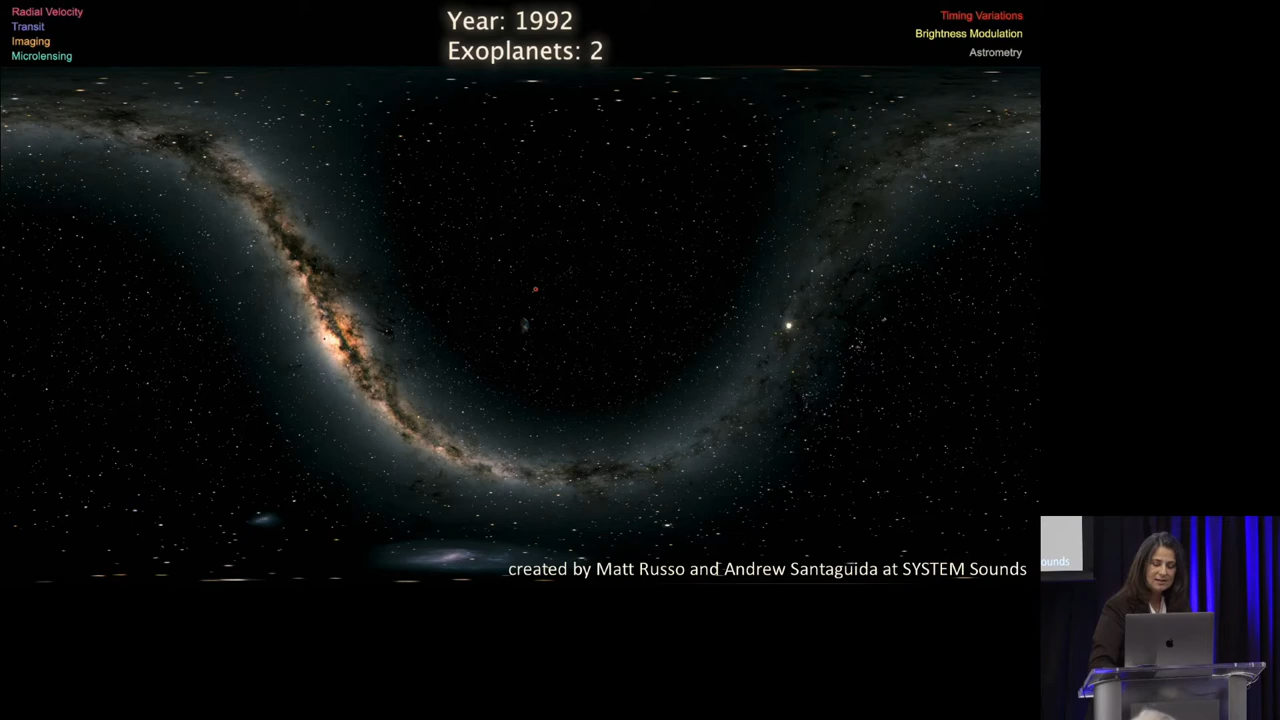 Radial Velocity
Transit
Imaging
Microlensing
Year: 1992
Exoplanets: 2
Timing Variations
Brightness Modulation
Astrometry
created by Matt Russo and Andrew Santaguida at SYSTEM Sounds
ounds